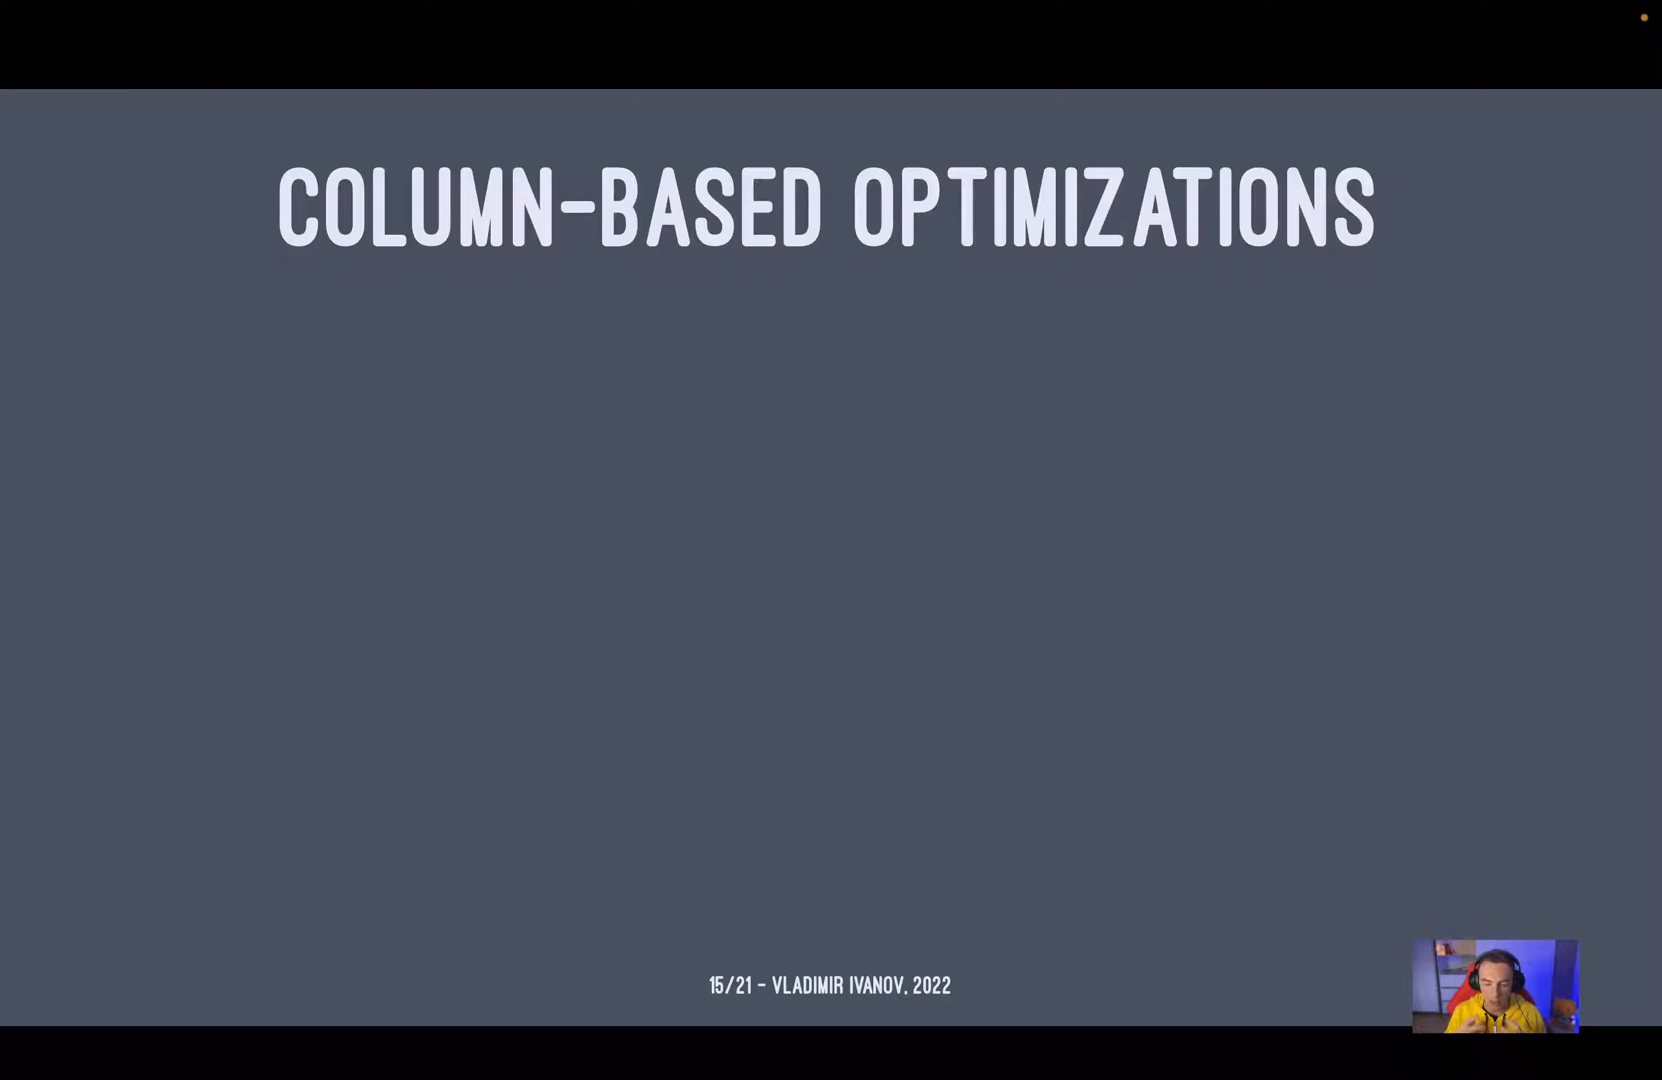 COLUMN-BASED OPTIMIZATIONS
15/21 - VLADIMIR IVANOV, 2022